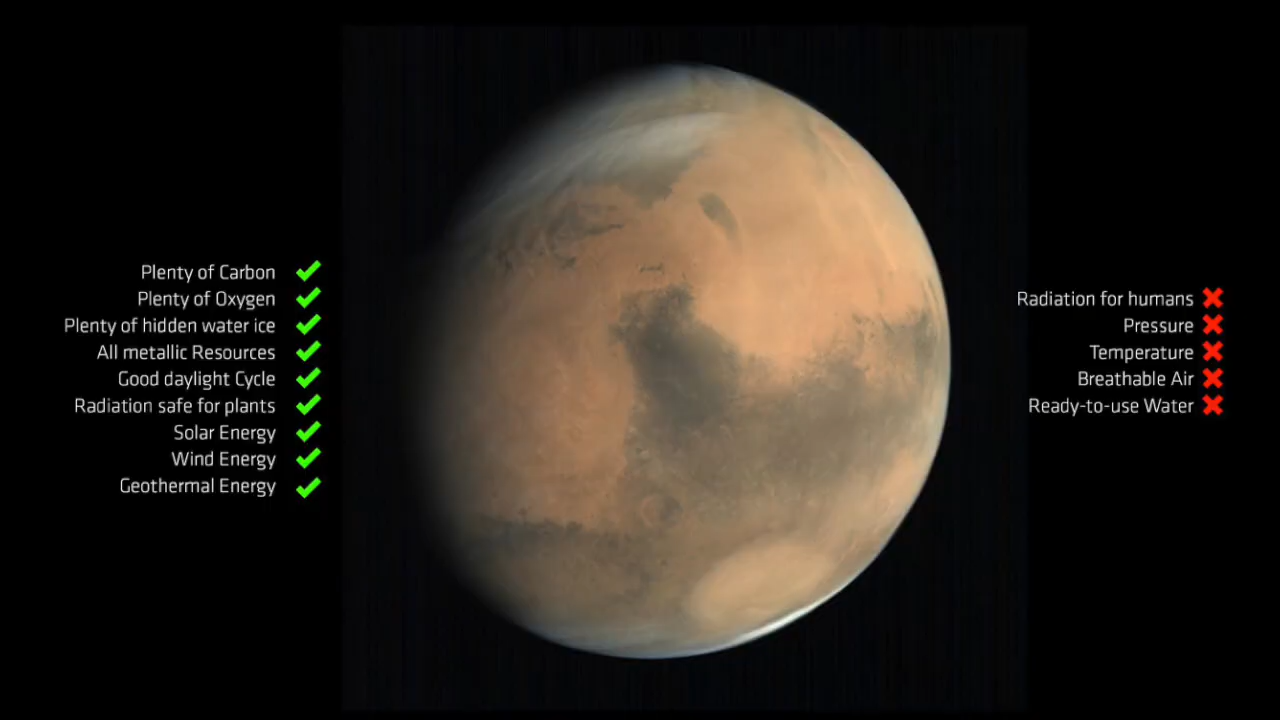 Plenty of Carbon
Plenty of Oxygen
Plenty of hidden water ice
All metallic Resources
Good daylight Cycle
Radiation safe for plants
Solar Energy
Wind Energy
Geothermal Energy
Radiation for humans
Pressure
Temperature
Breathable Air
Ready-to-use Water